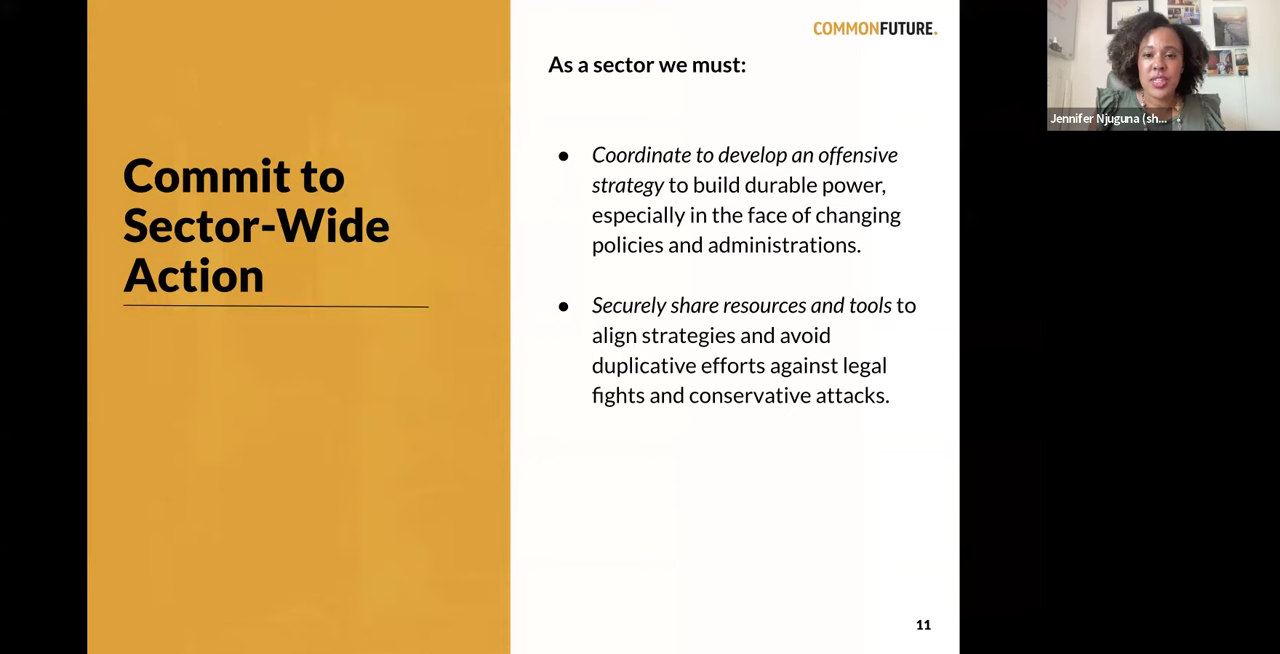 COMMONFUTURE.
Commit to
Sector-Wide
Action
As a sector we must:
● Coordinate to develop an offensive
strategy to build durable power,
especially in the face of changing
policies and administrations.
● Securely share resources and tools to
align strategies and avoid
duplicative efforts against legal
fights and conservative attacks.
11
Jennifer Njuguna (sh...